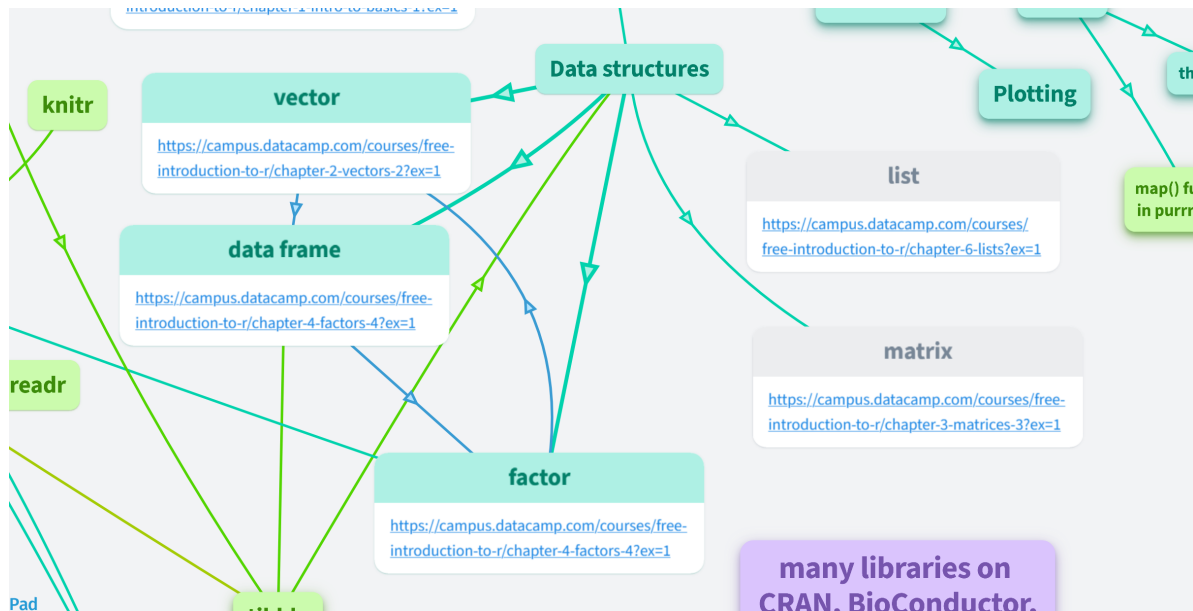 introduction-to-r/chapter-1-intro-to-basics-1?ex=1
Data structures
vector
https://campus.datacamp.com/courses/free-
introduction-to-r/chapter-2-vectors-2?ex=1
knitr
Plotting
th
list
https://campus.datacamp.com/courses/
free-introduction-to-r/chapter-6-lists?ex=1
map() fu
in purrr
data frame
https://campus.datacamp.com/courses/free-
introduction-to-r/chapter-4-factors-4?ex=1
readr
matrix
https://campus.datacamp.com/courses/free-
introduction-to-r/chapter-3-matrices-3?ex=1
factor
https://campus.datacamp.com/courses/free-
introduction-to-r/chapter-4-factors-4?ex=1
many libraries on
CRAN, BioConductor,
Pad